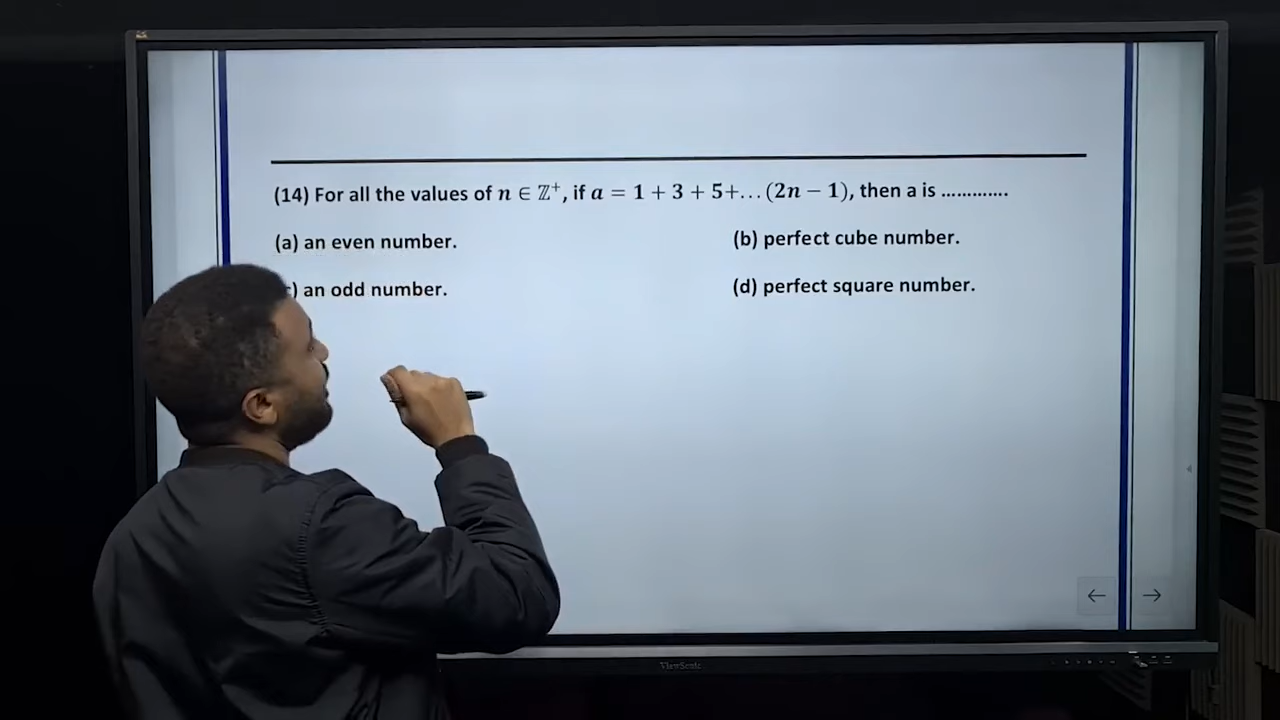 (14) For all the values of n ∈ ℤ⁺, if a = 1 + 3 + 5+… (2n − 1), then a is .............
(a) an even number.
(b) perfect cube number.
) an odd number.
(d) perfect square number.
← →
ViewSonic